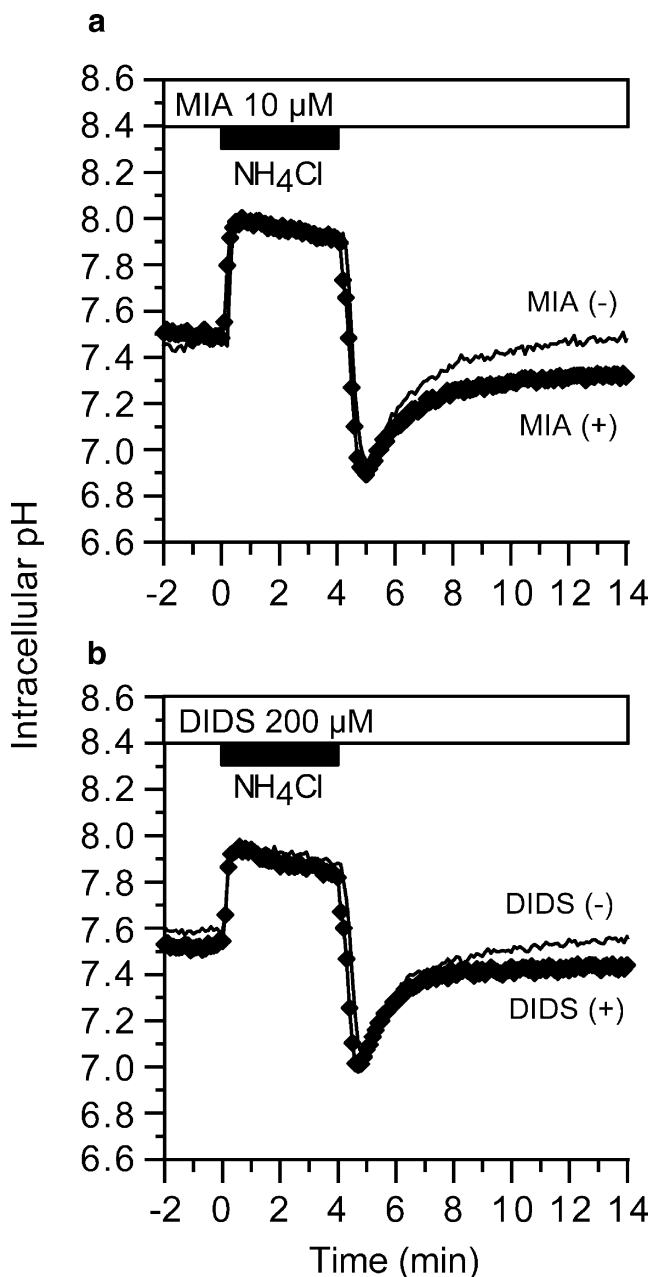 a
8.6
MIA 10 µM
8.4
NH4Cl
8.2
8.0
7.8
7.6
MIA (-)
7.4
7.2
MIA (+)
7.0
6.8
6.6
-2 0 2 4 6 8 10 12 14
Intracellular pH
b
8.6
DIDS 200 µM
8.4
NH4Cl
8.2
8.0
7.8
DIDS (-)
7.6
7.4
DIDS (+)
7.2
7.0
6.8
6.6
-2 0 2 4 6 8 10 12 14
Time (min)